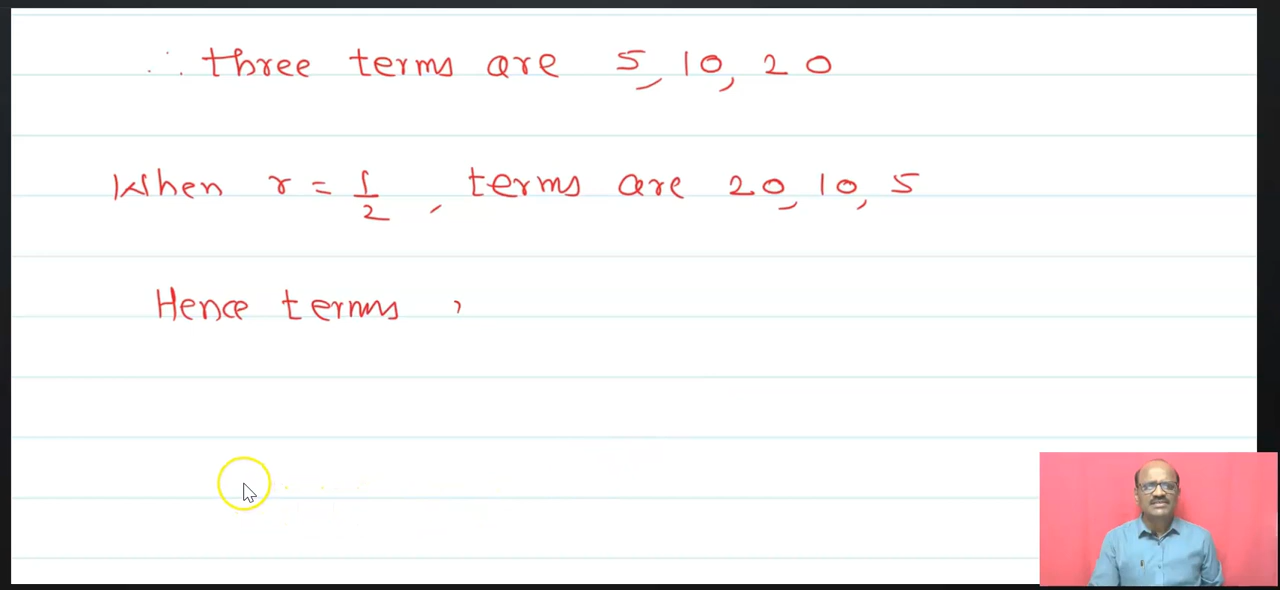 ∴ three terms are 5, 10, 20
When r = 1/2, terms are 20, 10, 5
Hence terms